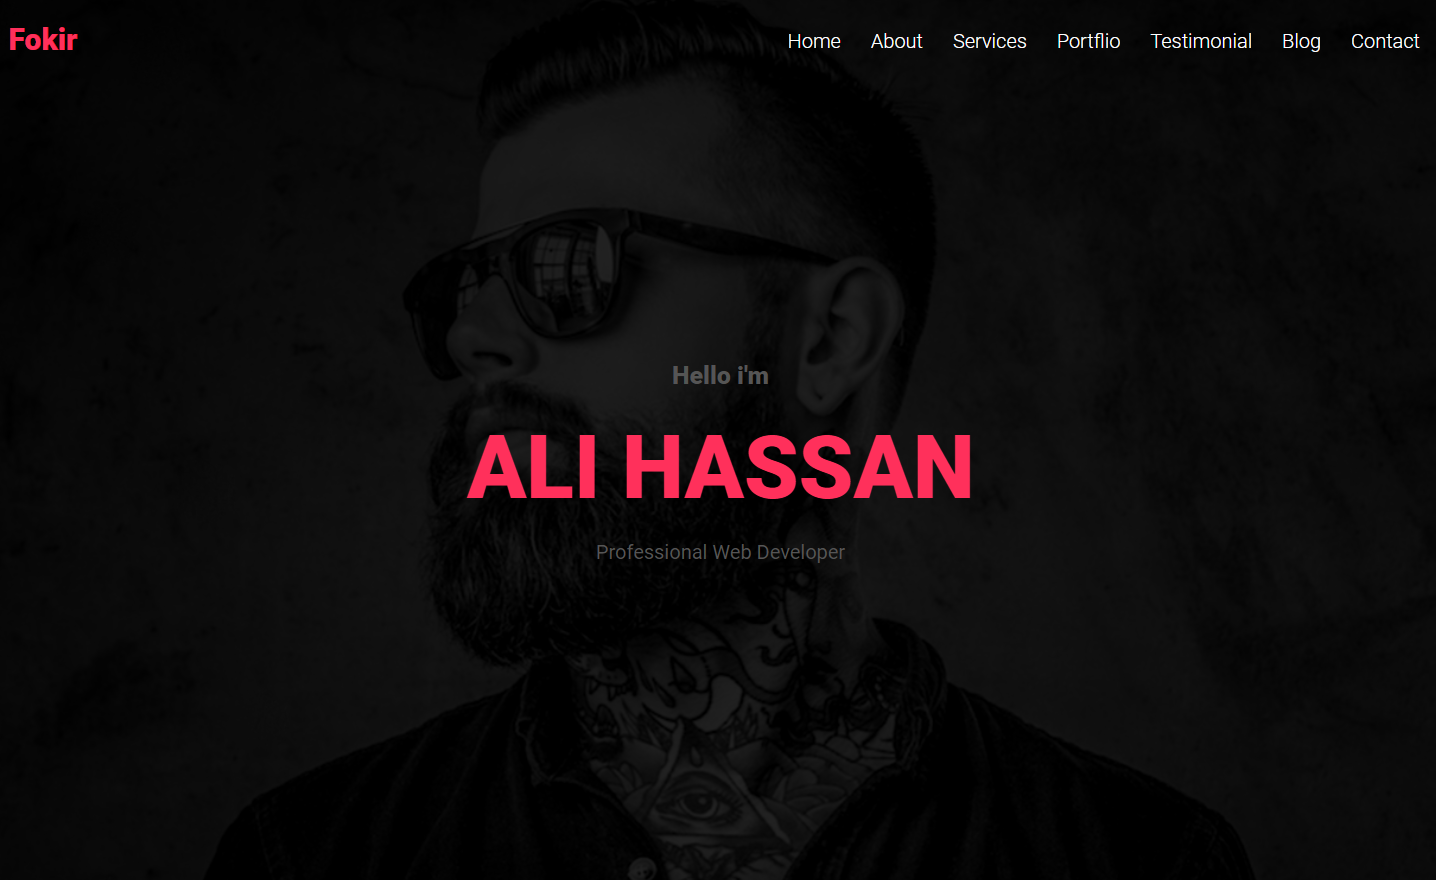 Fokir
Home About Services Portflio Testimonial Blog Contact
Hello i'm
ALI HASSAN
Professional Web Developer